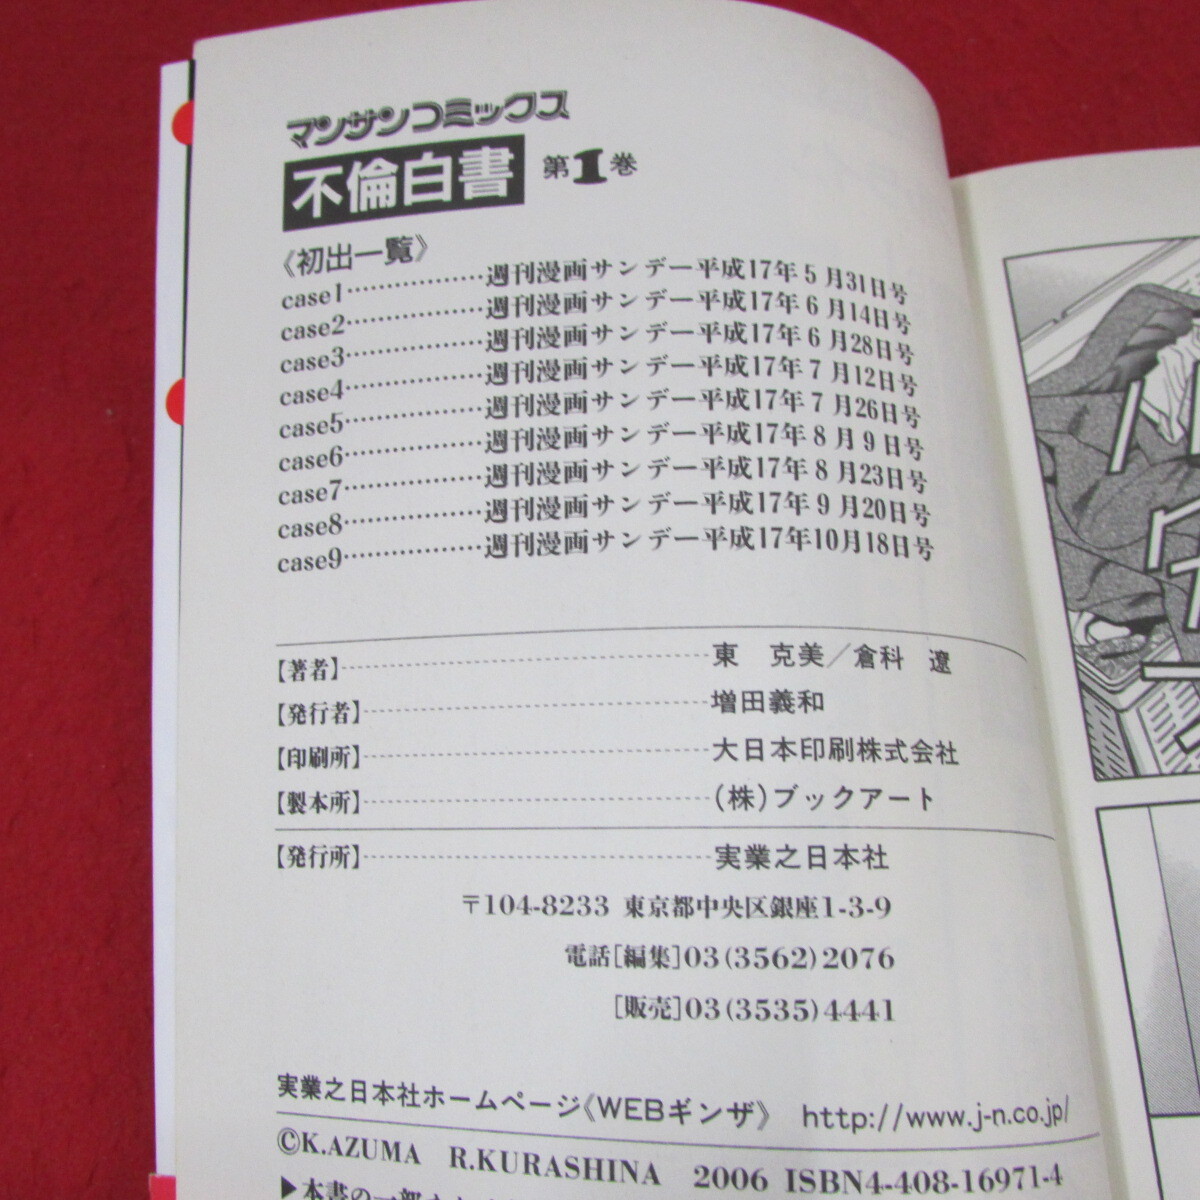 マンサンコミックス
不倫白書 第1巻
《初出一覧》
case1………………週刊漫画サンデー平成17年5月31日号
case2………………週刊漫画サンデー平成17年6月14日号
case3………………週刊漫画サンデー平成17年6月28日号
case4………………週刊漫画サンデー平成17年7月12日号
case5………………週刊漫画サンデー平成17年7月26日号
case6………………週刊漫画サンデー平成17年8月9日号
case7………………週刊漫画サンデー平成17年8月23日号
case8………………週刊漫画サンデー平成17年9月20日号
case9………………週刊漫画サンデー平成17年10月18日号
【著者】………………東 克美／倉科 遼
【発行者】………………増田義和
【印刷所】………………大日本印刷株式会社
【製本所】………………(株)ブックアート
【発行所】………………実業之日本社
〒104-8233 東京都中央区銀座1-3-9
電話[編集]03(3562)2076
[販売]03(3535)4441
実業之日本社ホームページ《WEBギンザ》 http://www.j-n.co.jp/
©K.AZUMA R.KURASHINA 2006 ISBN4-408-16971-4
▶本書の一部